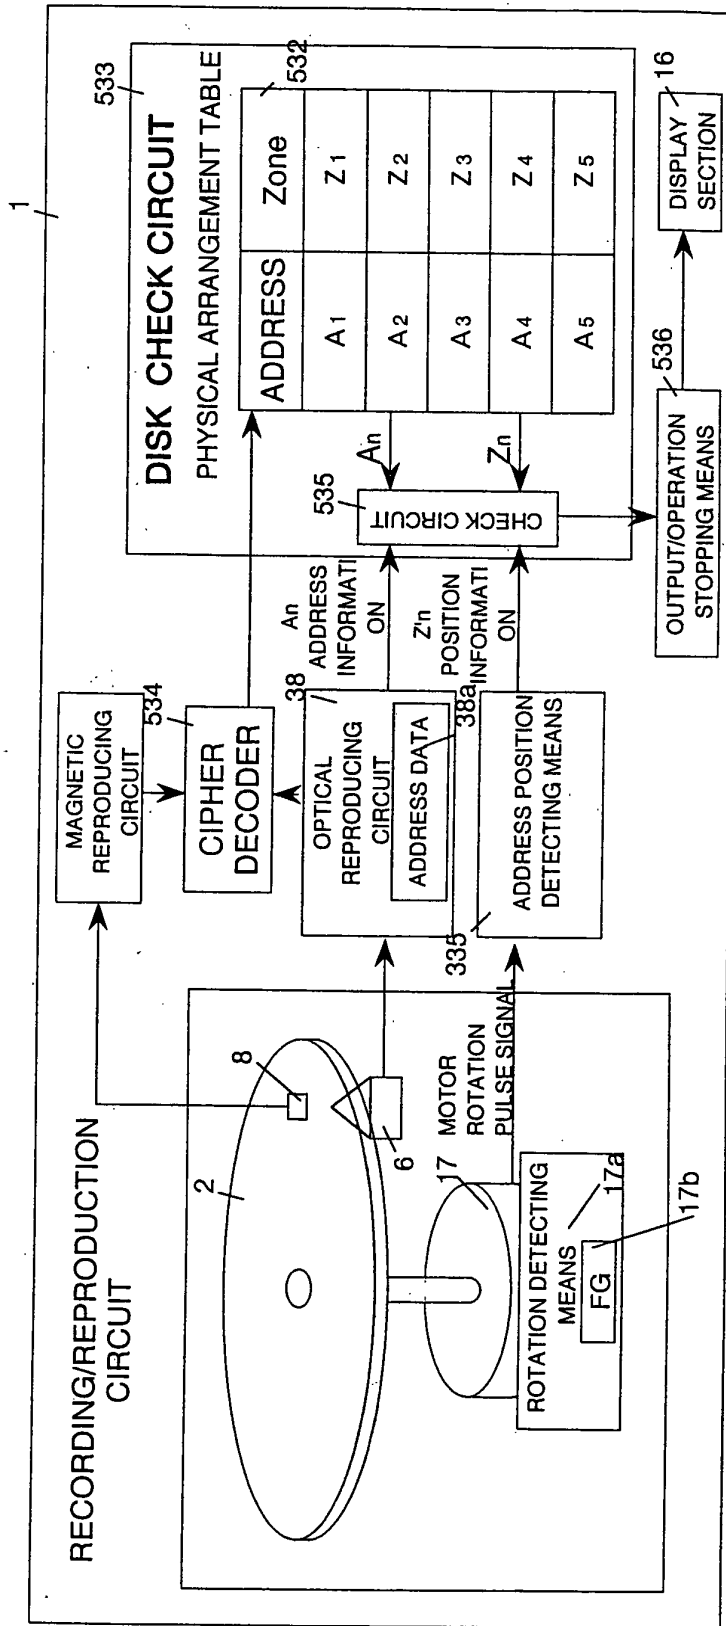 1
RECORDING/REPRODUCTION
CIRCUIT
2
8
6
17
MOTOR
ROTATION
PULSE SIGNAL
ROTATION DETECTING
MEANS
17a
FG
17b
MAGNETIC
REPRODUCING
CIRCUIT
534
CIPHER
DECODER
38
OPTICAL
REPRODUCING
CIRCUIT
ADDRESS DATA
38a
335
ADDRESS POSITION
DETECTING MEANS
An
ADDRESS
INFORMATI
ON
Z'n
POSITION
INFORMATI
ON
533
DISK CHECK CIRCUIT
PHYSICAL ARRANGEMENT TABLE
532
ADDRESS Zone
A1 Z1
A2 Z2
A3 Z3
A4 Z4
A5 Z5
An
Zn
535
CHECK CIRCUIT
536
OUTPUT/OPERATION
STOPPING MEANS
16
DISPLAY
SECTION